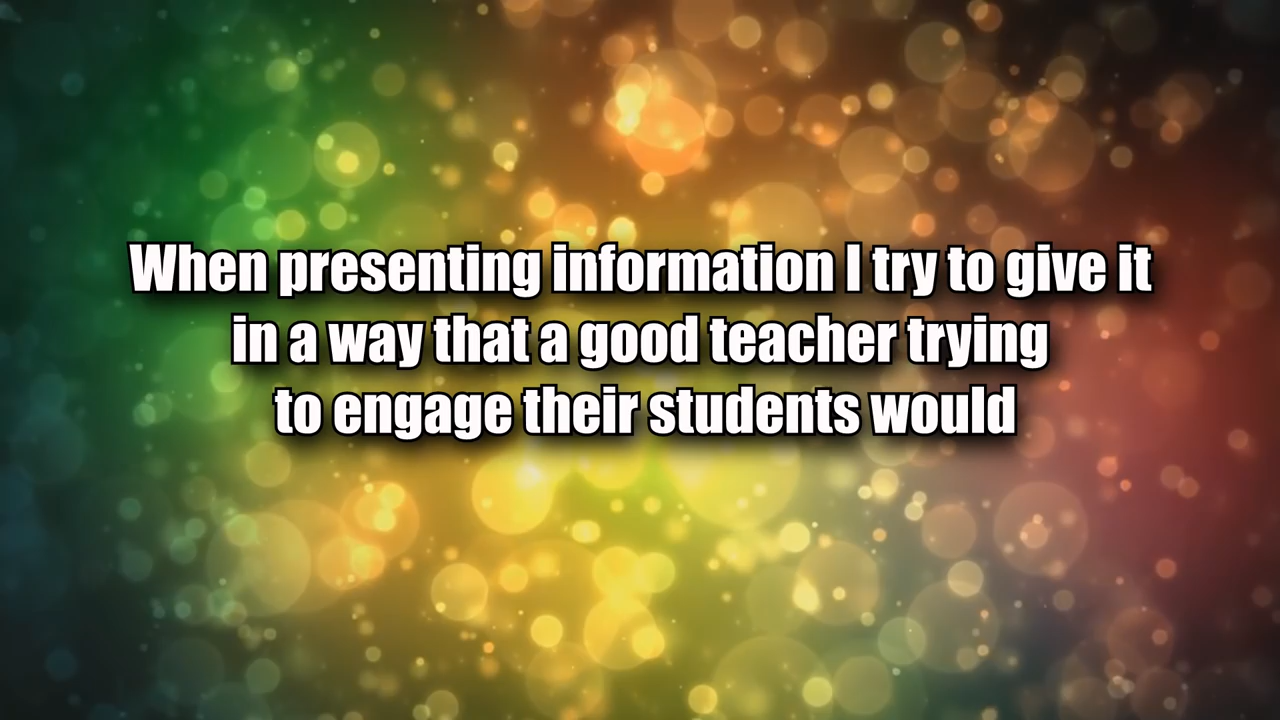 When presenting information I try to give it
in a way that a good teacher trying
to engage their students would